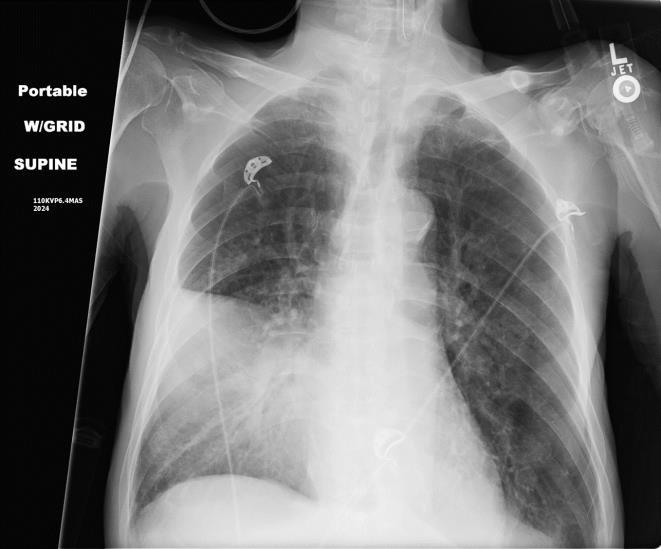 Portable
W/GRID
SUPINE
110KVP6.4MAS
2024
L
JET